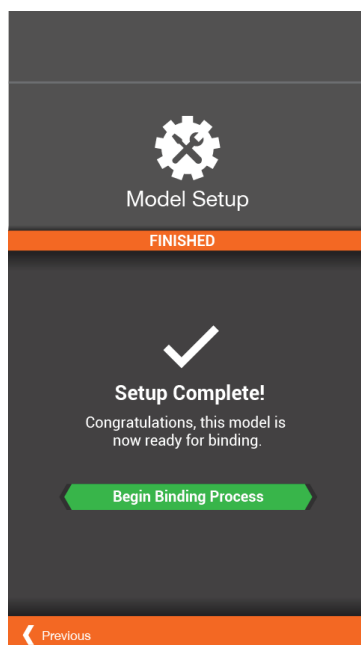 Model Setup
FINISHED
Setup Complete!
Congratulations, this model is
now ready for binding.
Begin Binding Process
Previous